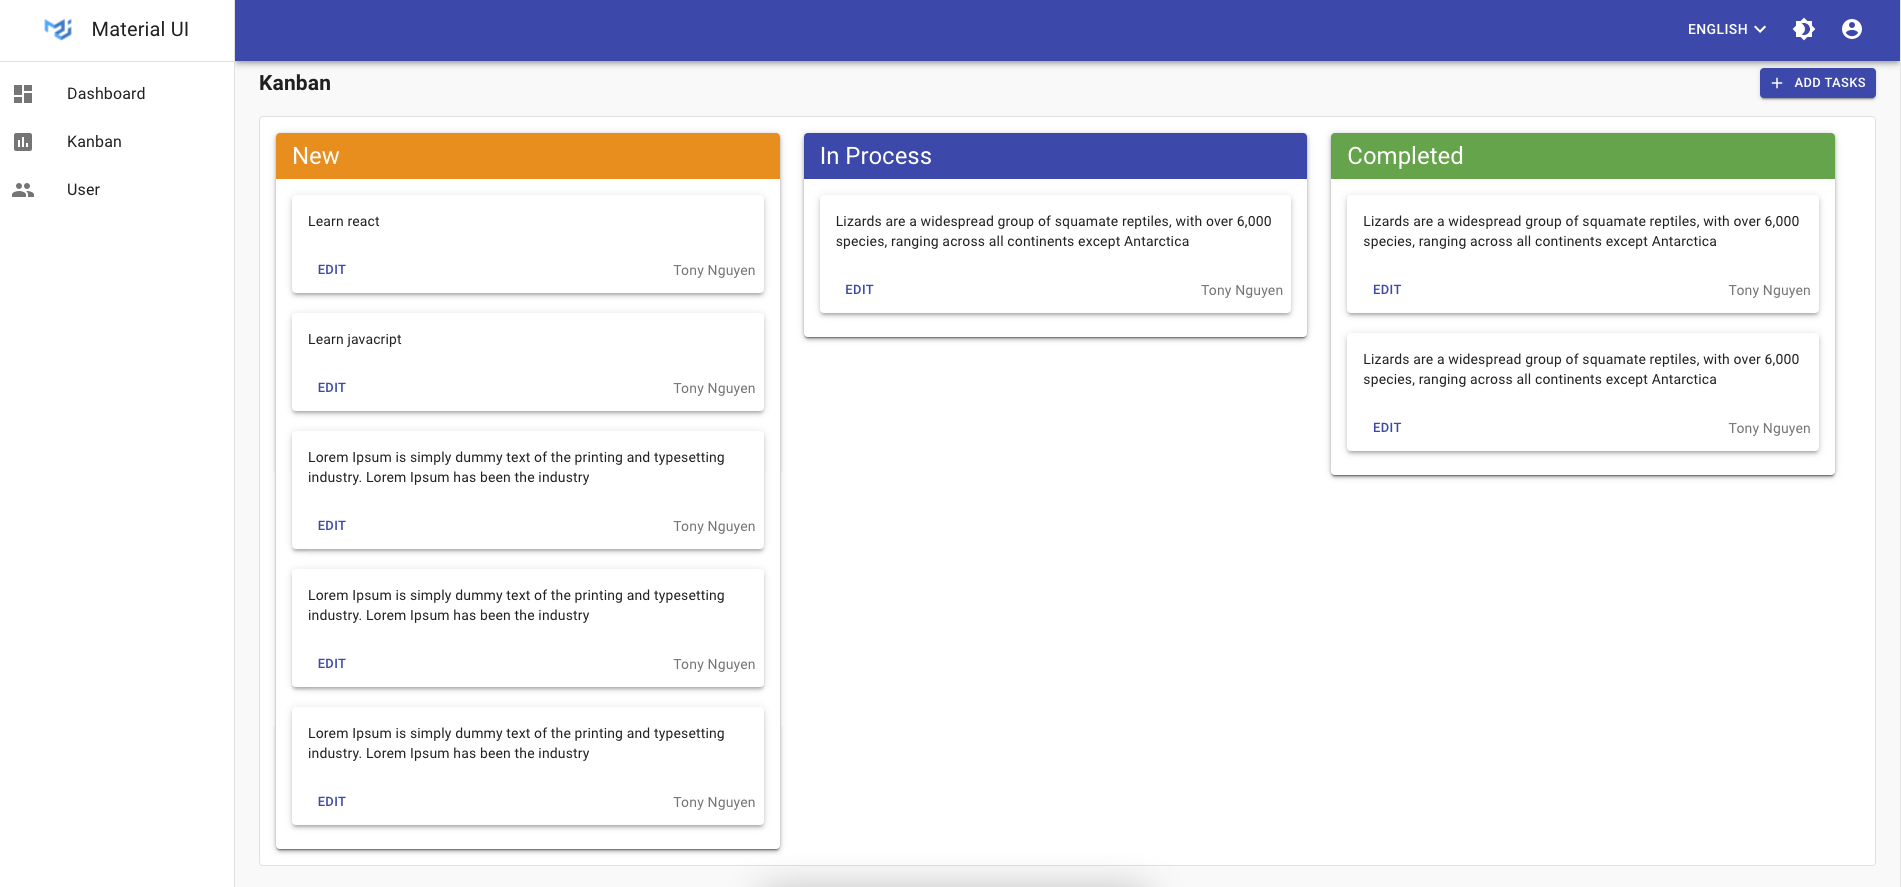 Material UI
ENGLISH
Dashboard
Kanban
User
Kanban
ADD TASKS
New
Learn react
EDIT
Tony Nguyen
Learn javacript
EDIT
Tony Nguyen
Lorem Ipsum is simply dummy text of the printing and typesetting
industry. Lorem Ipsum has been the industry
EDIT
Tony Nguyen
Lorem Ipsum is simply dummy text of the printing and typesetting
industry. Lorem Ipsum has been the industry
EDIT
Tony Nguyen
Lorem Ipsum is simply dummy text of the printing and typesetting
industry. Lorem Ipsum has been the industry
EDIT
Tony Nguyen
In Process
Lizards are a widespread group of squamate reptiles, with over 6,000
species, ranging across all continents except Antarctica
EDIT
Tony Nguyen
Completed
Lizards are a widespread group of squamate reptiles, with over 6,000
species, ranging across all continents except Antarctica
EDIT
Tony Nguyen
Lizards are a widespread group of squamate reptiles, with over 6,000
species, ranging across all continents except Antarctica
EDIT
Tony Nguyen